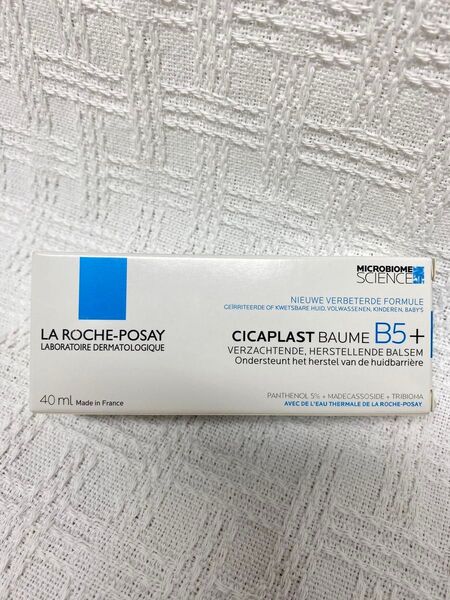 MICROBIOME
SCIENCE
NIEUWE VERBETERDE FORMULE
GEÏRRITEERDE OF KWETSBARE HUID, VOLWASSENEN, KINDEREN, BABY'S
LA ROCHE-POSAY
LABORATOIRE DERMATOLOGIQUE
CICAPLAST BAUME B5+
VERZACHTENDE, HERSTELLENDE BALSEM
Ondersteunt het herstel van de huidbarrière
40 ml Made in France
PANTHENOL 5% + MADECASSOSIDE + TRIBIOMA
AVEC DE L'EAU THERMALE DE LA ROCHE-POSAY